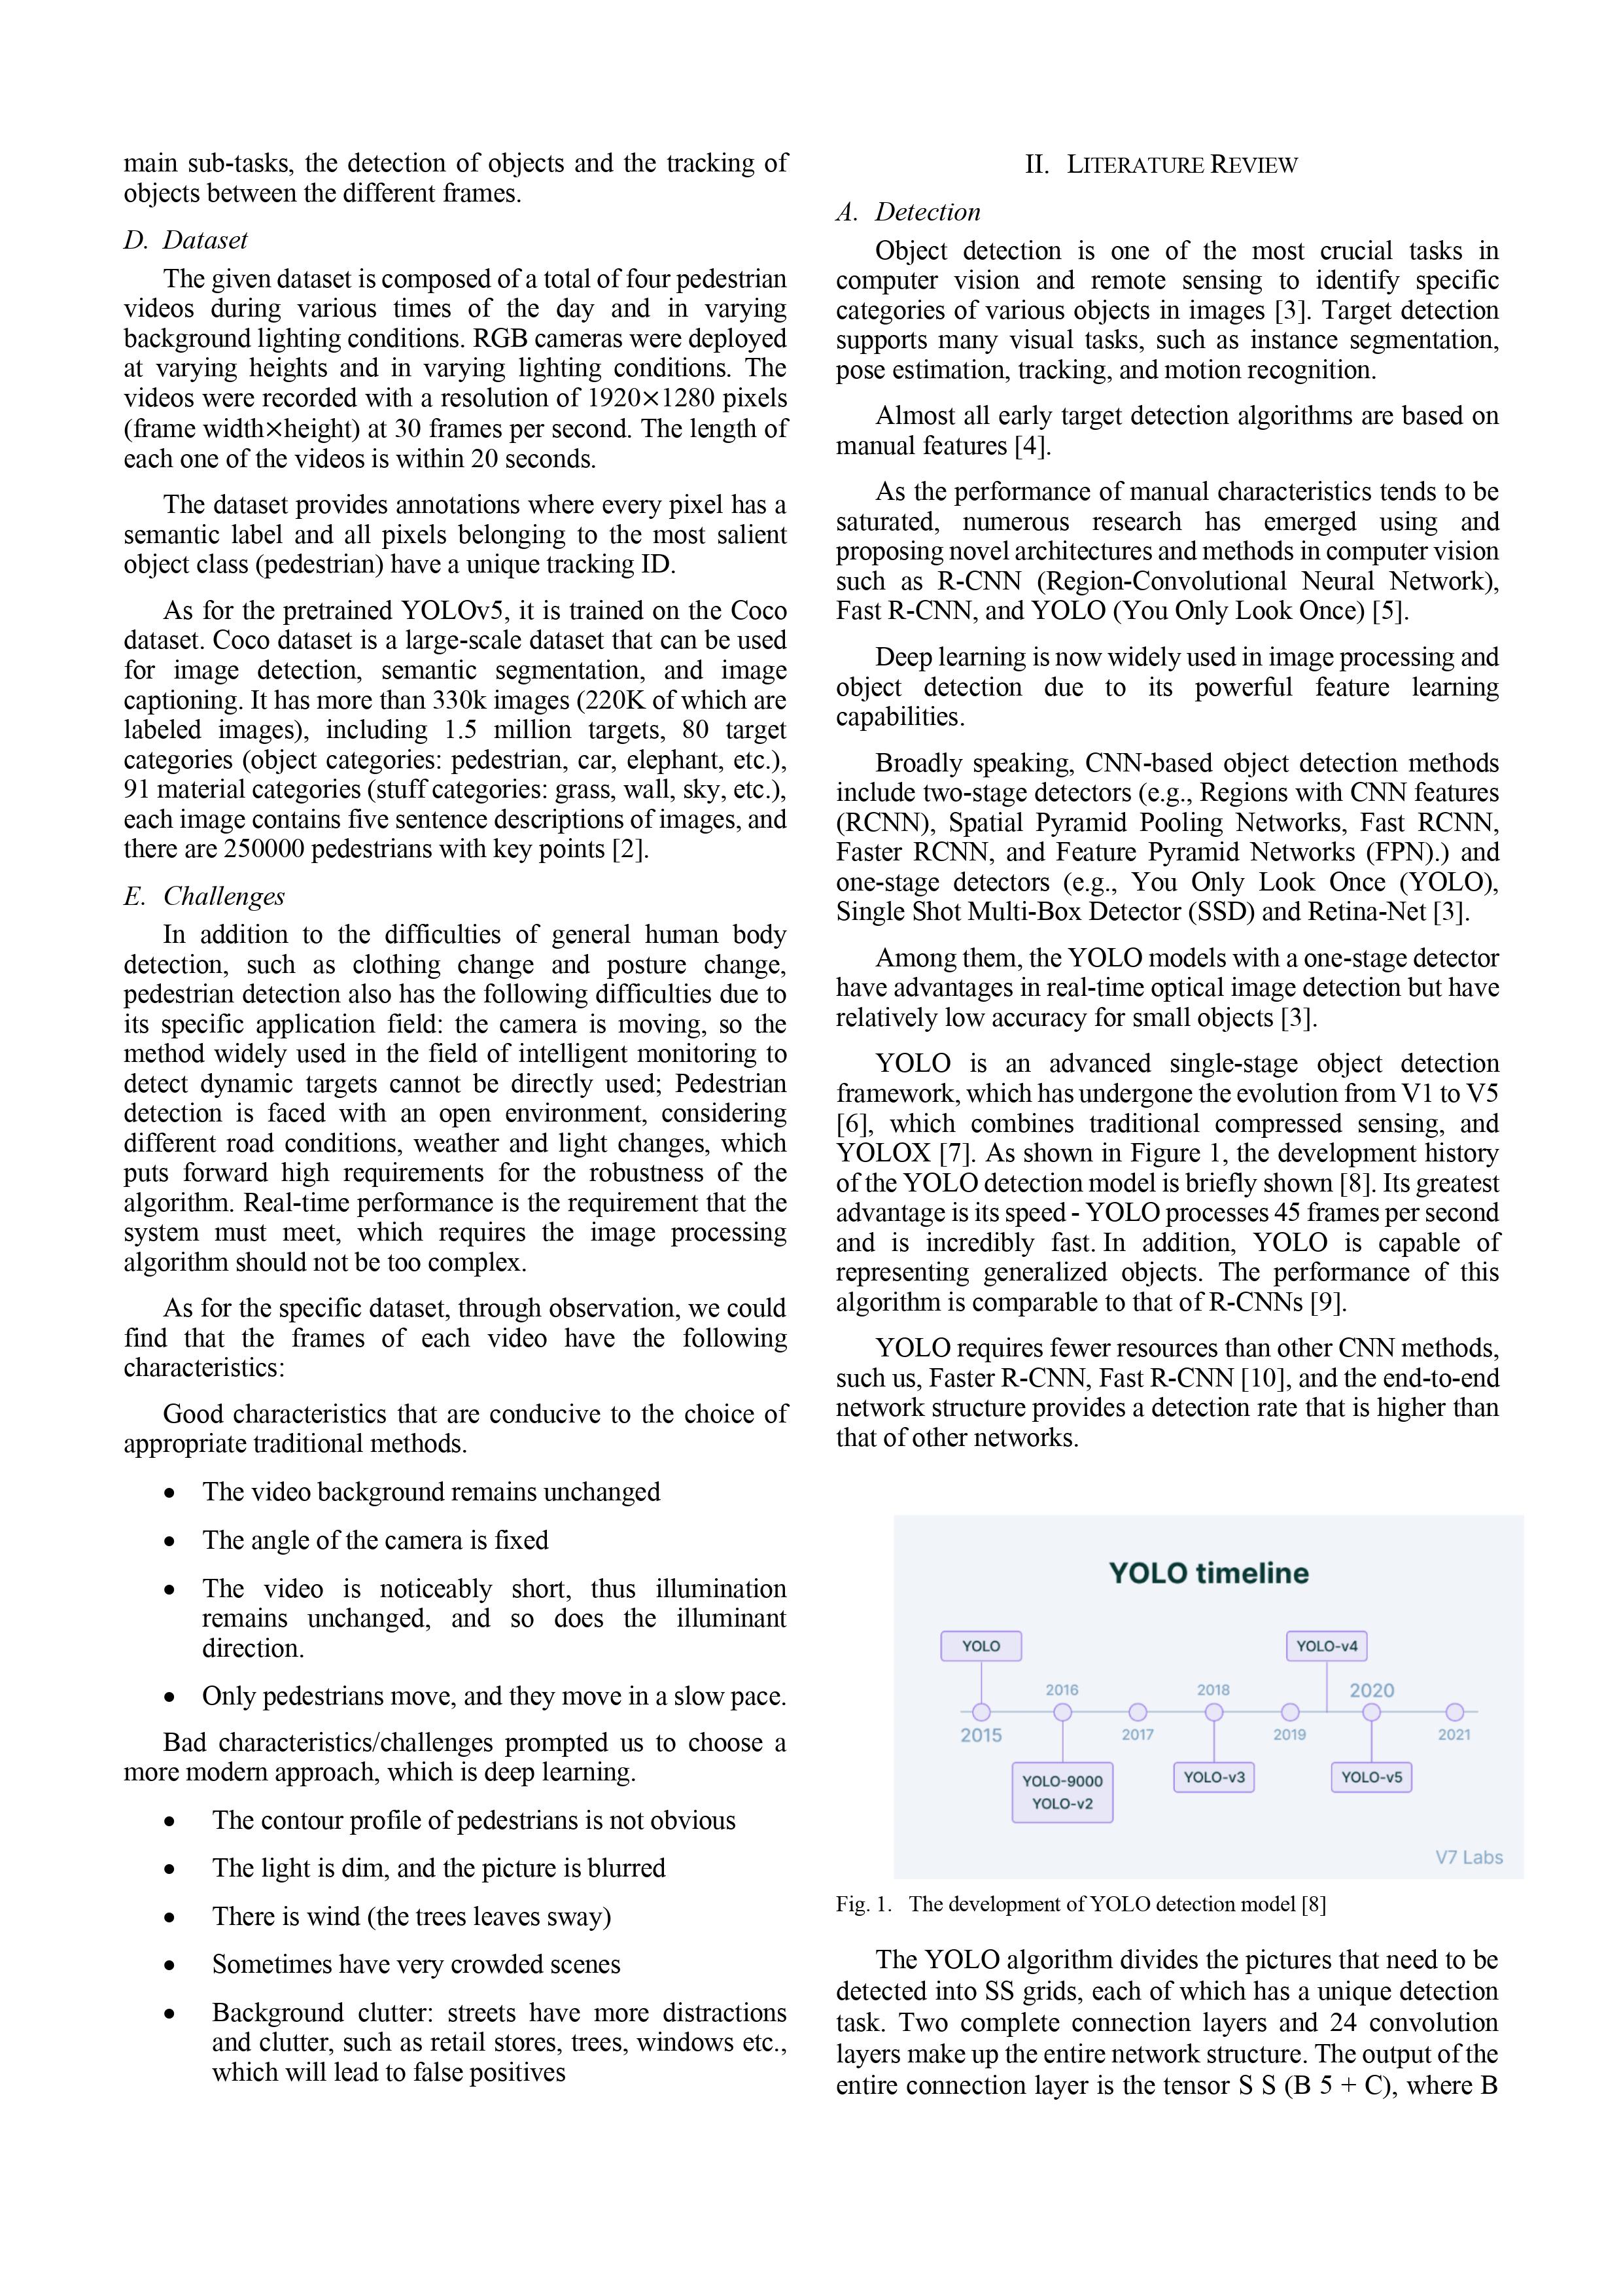 main sub-tasks, the detection of objects and the tracking of
objects between the different frames.
D. Dataset
The given dataset is composed of a total of four pedestrian
videos during various times of the day and in varying
background lighting conditions. RGB cameras were deployed
at varying heights and in varying lighting conditions. The
videos were recorded with a resolution of 1920×1280 pixels
(frame width×height) at 30 frames per second. The length of
each one of the videos is within 20 seconds.
The dataset provides annotations where every pixel has a
semantic label and all pixels belonging to the most salient
object class (pedestrian) have a unique tracking ID.
As for the pretrained YOLOv5, it is trained on the Coco
dataset. Coco dataset is a large-scale dataset that can be used
for image detection, semantic segmentation, and image
captioning. It has more than 330k images (220K of which are
labeled images), including 1.5 million targets, 80 target
categories (object categories: pedestrian, car, elephant, etc.),
91 material categories (stuff categories: grass, wall, sky, etc.),
each image contains five sentence descriptions of images, and
there are 250000 pedestrians with key points [2].
E. Challenges
In addition to the difficulties of general human body
detection, such as clothing change and posture change,
pedestrian detection also has the following difficulties due to
its specific application field: the camera is moving, so the
method widely used in the field of intelligent monitoring to
detect dynamic targets cannot be directly used; Pedestrian
detection is faced with an open environment, considering
different road conditions, weather and light changes, which
puts forward high requirements for the robustness of the
algorithm. Real-time performance is the requirement that the
system must meet, which requires the image processing
algorithm should not be too complex.
As for the specific dataset, through observation, we could
find that the frames of each video have the following
characteristics:
Good characteristics that are conducive to the choice of
appropriate traditional methods.
• The video background remains unchanged
• The angle of the camera is fixed
• The video is noticeably short, thus illumination
remains unchanged, and so does the illuminant
direction.
• Only pedestrians move, and they move in a slow pace.
Bad characteristics/challenges prompted us to choose a
more modern approach, which is deep learning.
• The contour profile of pedestrians is not obvious
• The light is dim, and the picture is blurred
• There is wind (the trees leaves sway)
• Sometimes have very crowded scenes
• Background clutter: streets have more distractions
and clutter, such as retail stores, trees, windows etc.,
which will lead to false positives
II. LITERATURE REVIEW
A. Detection
Object detection is one of the most crucial tasks in
computer vision and remote sensing to identify specific
categories of various objects in images [3]. Target detection
supports many visual tasks, such as instance segmentation,
pose estimation, tracking, and motion recognition.
Almost all early target detection algorithms are based on
manual features [4].
As the performance of manual characteristics tends to be
saturated, numerous research has emerged using and
proposing novel architectures and methods in computer vision
such as R-CNN (Region-Convolutional Neural Network),
Fast R-CNN, and YOLO (You Only Look Once) [5].
Deep learning is now widely used in image processing and
object detection due to its powerful feature learning
capabilities.
Broadly speaking, CNN-based object detection methods
include two-stage detectors (e.g., Regions with CNN features
(RCNN), Spatial Pyramid Pooling Networks, Fast RCNN,
Faster RCNN, and Feature Pyramid Networks (FPN).) and
one-stage detectors (e.g., You Only Look Once (YOLO),
Single Shot Multi-Box Detector (SSD) and Retina-Net [3].
Among them, the YOLO models with a one-stage detector
have advantages in real-time optical image detection but have
relatively low accuracy for small objects [3].
YOLO is an advanced single-stage object detection
framework, which has undergone the evolution from V1 to V5
[6], which combines traditional compressed sensing, and
YOLOX [7]. As shown in Figure 1, the development history
of the YOLO detection model is briefly shown [8]. Its greatest
advantage is its speed - YOLO processes 45 frames per second
and is incredibly fast. In addition, YOLO is capable of
representing generalized objects. The performance of this
algorithm is comparable to that of R-CNNs [9].
YOLO requires fewer resources than other CNN methods,
such us, Faster R-CNN, Fast R-CNN [10], and the end-to-end
network structure provides a detection rate that is higher than
that of other networks.
YOLO timeline
YOLO YOLO-v4
2016 2018 2020
2015 2017 2019 2021
YOLO-9000 YOLO-v3 YOLO-v5
YOLO-v2
V7 Labs
Fig. 1. The development of YOLO detection model [8]
The YOLO algorithm divides the pictures that need to be
detected into SS grids, each of which has a unique detection
task. Two complete connection layers and 24 convolution
layers make up the entire network structure. The output of the
entire connection layer is the tensor S S (B 5 + C), where B